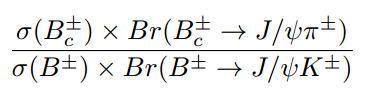 σ(B_c^±) × Br(B_c^± → J/ψπ^±)
σ(B^±) × Br(B^± → J/ψK^±)